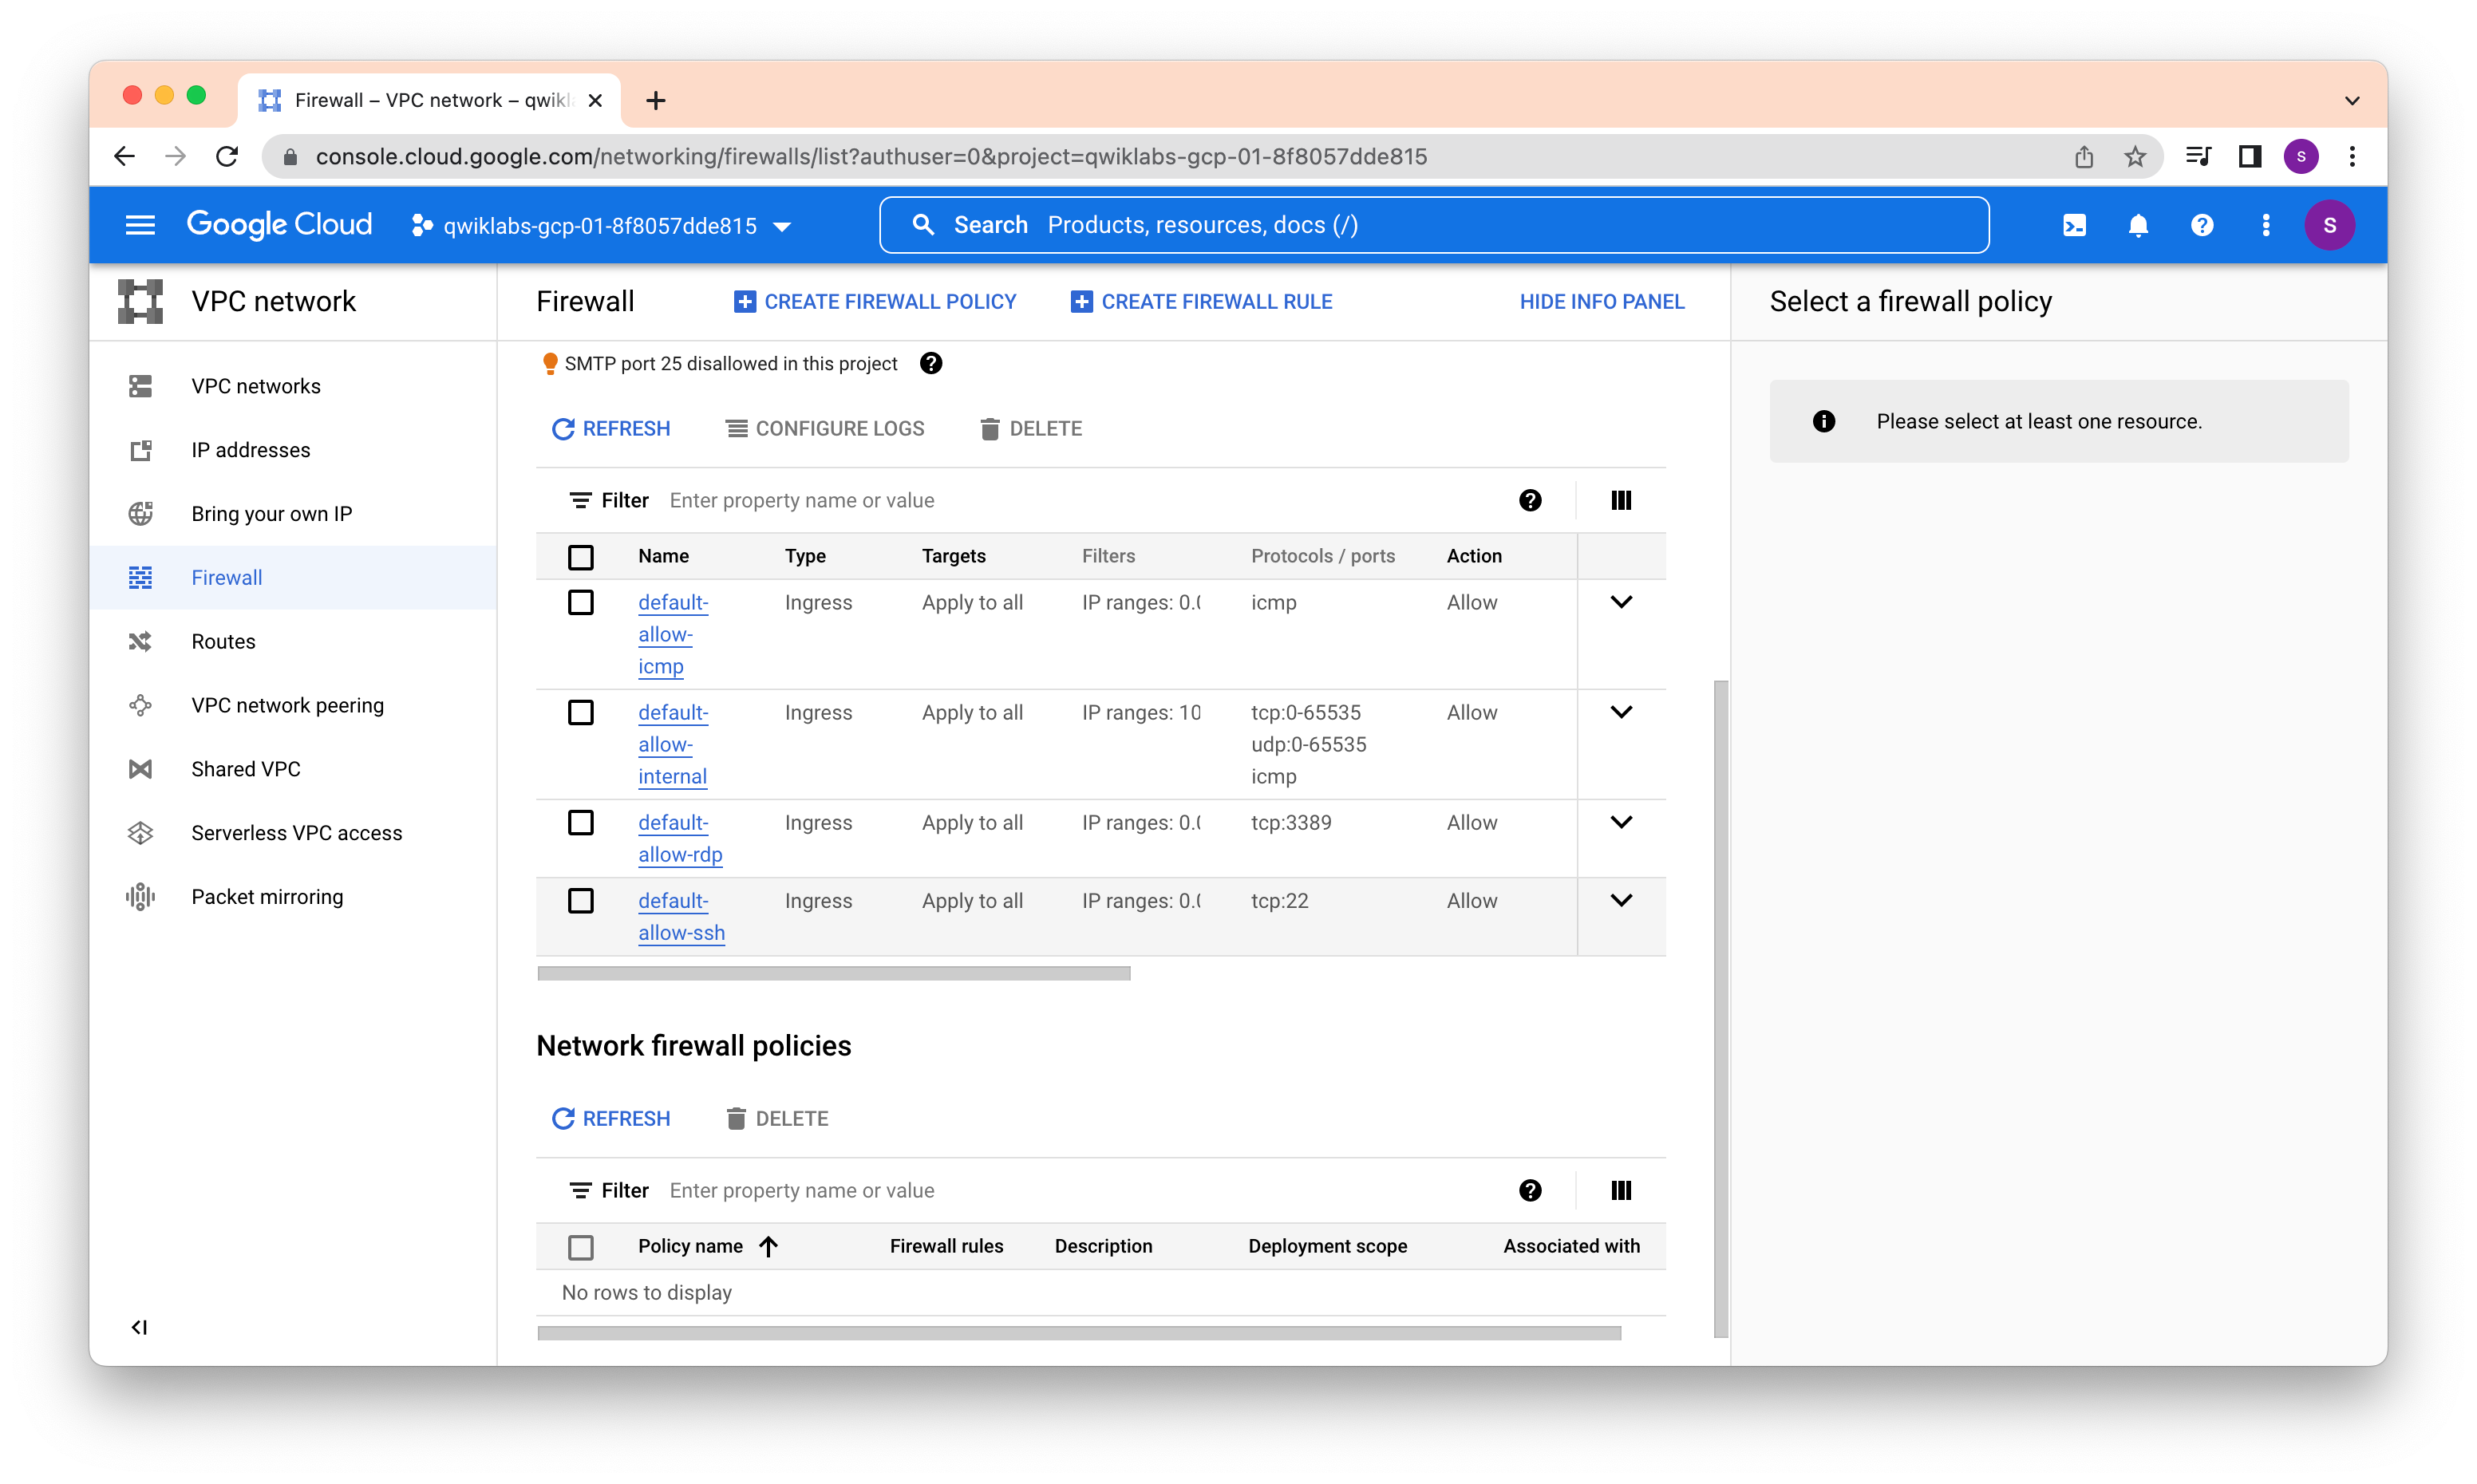 Firewall – VPC network – qwikl
console.cloud.google.com/networking/firewalls/list?authuser=0&project=qwiklabs-gcp-01-8f8057dde815
S
Google Cloud
qwiklabs-gcp-01-8f8057dde815
Search Products, resources, docs (/)
S
VPC network
VPC networks
IP addresses
Bring your own IP
Firewall
Routes
VPC network peering
Shared VPC
Serverless VPC access
Packet mirroring
Firewall
CREATE FIREWALL POLICY
CREATE FIREWALL RULE
HIDE INFO PANEL
SMTP port 25 disallowed in this project
REFRESH
CONFIGURE LOGS
DELETE
Filter Enter property name or value
Name Type Targets Filters Protocols / ports Action
default- Ingress Apply to all IP ranges: 0.0 icmp Allow
allow-
icmp
default- Ingress Apply to all IP ranges: 10 tcp:0-65535 Allow
allow- udp:0-65535
internal icmp
default- Ingress Apply to all IP ranges: 0.0 tcp:3389 Allow
allow-rdp
default- Ingress Apply to all IP ranges: 0.0 tcp:22 Allow
allow-ssh
Network firewall policies
REFRESH
DELETE
Filter Enter property name or value
Policy name Firewall rules Description Deployment scope Associated with
No rows to display
Select a firewall policy
Please select at least one resource.